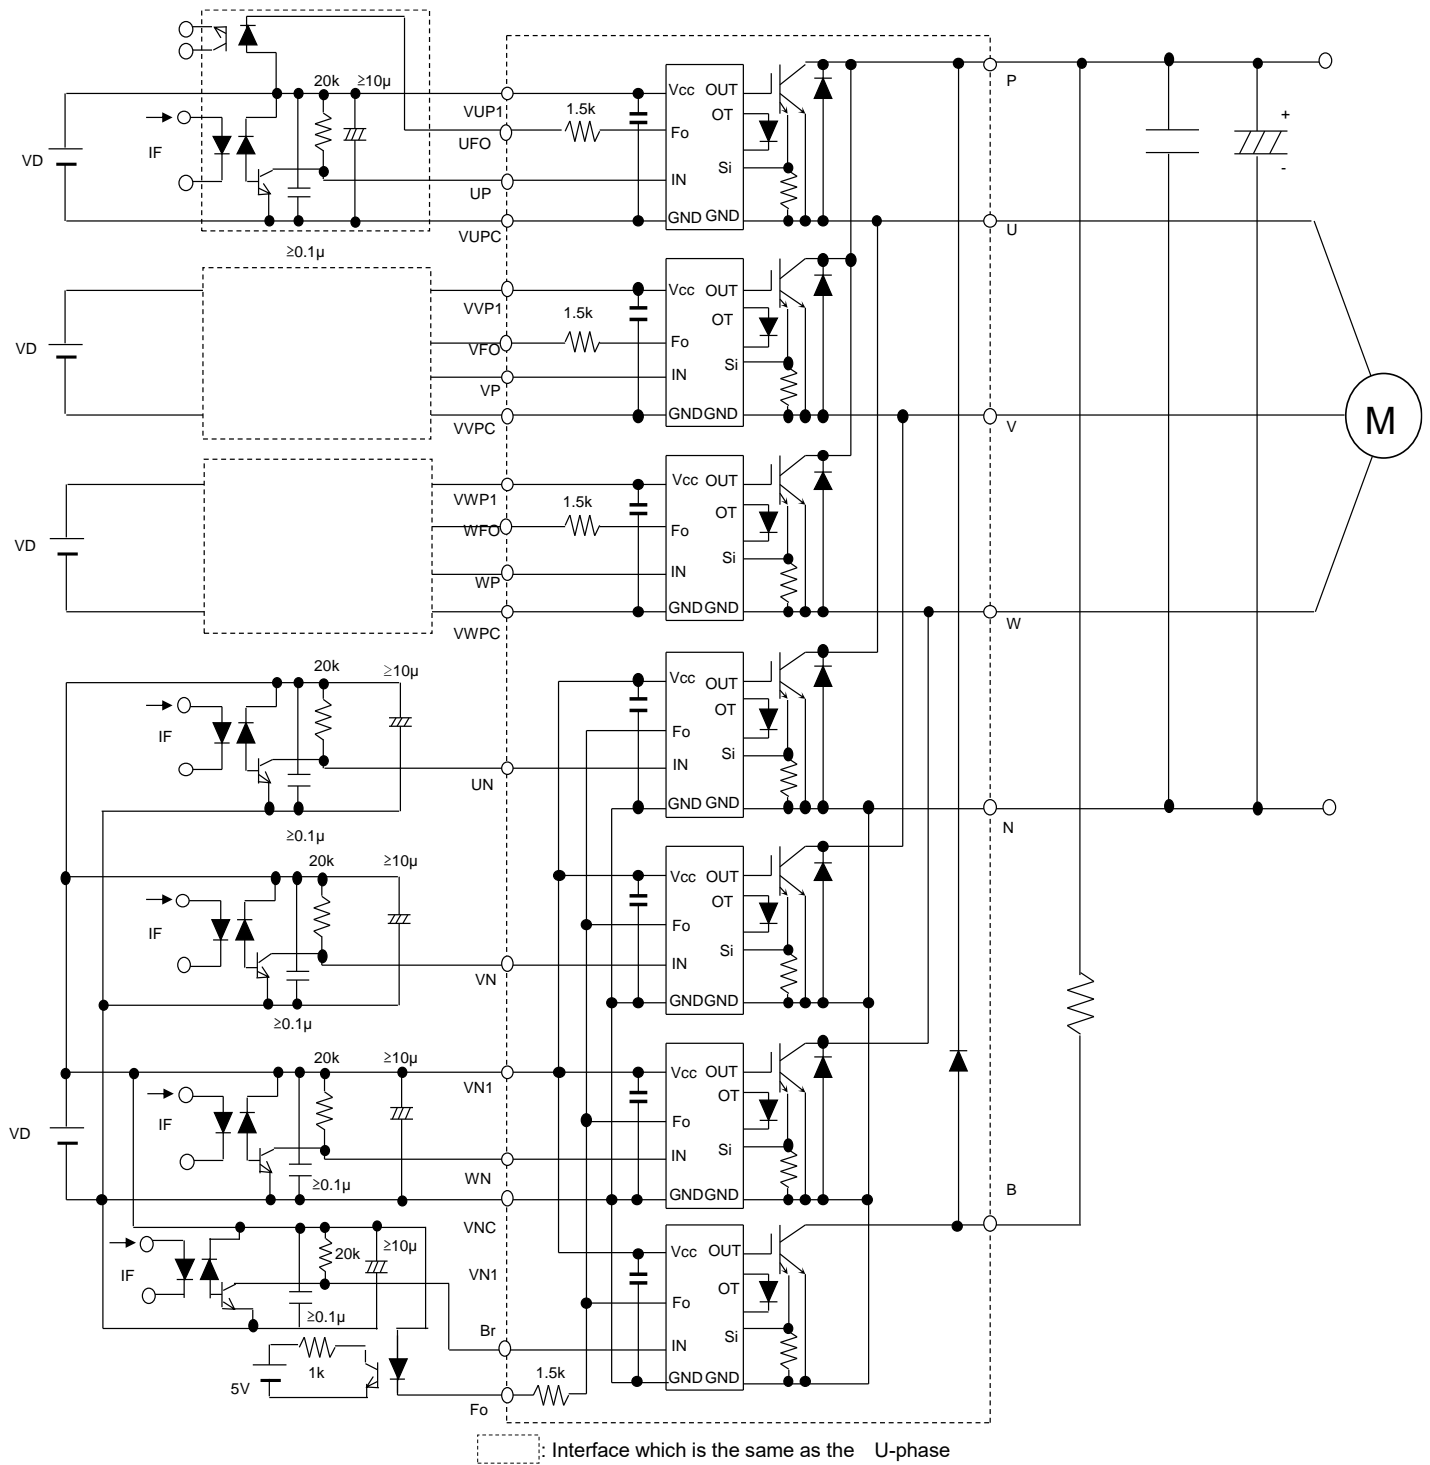 20k
≥10μ
VUP1
1.5k
Vcc
OUT
P
OT
Fo
UFO
IF
VD
Si
IN
UP
GND
GND
VUPC
U
≥0.1μ
+
-
VVP1
1.5k
Vcc
OUT
OT
VD
VFO
Fo
Si
IN
VP
GND
GND
VVPC
V
M
VWP1
1.5k
Vcc
OUT
OT
WFO
Fo
VD
Si
IN
WP
GND
GND
VWPC
W
20k
≥10μ
Vcc
OUT
OT
IF
Fo
Si
IN
UN
GND
GND
N
≥0.1μ
20k
≥10μ
Vcc
OUT
OT
IF
Fo
Si
IN
VN
GND
GND
≥0.1μ
20k
≥10μ
VN1
Vcc
OUT
OT
IF
Fo
VD
Si
IN
WN
≥0.1μ
GND
GND
B
VNC
20k
≥10μ
Vcc
OUT
IF
VN1
OT
Fo
≥0.1μ
Br
Si
IN
1k
1.5k
GND
GND
5V
Fo
: Interface which is the same as the U-phase